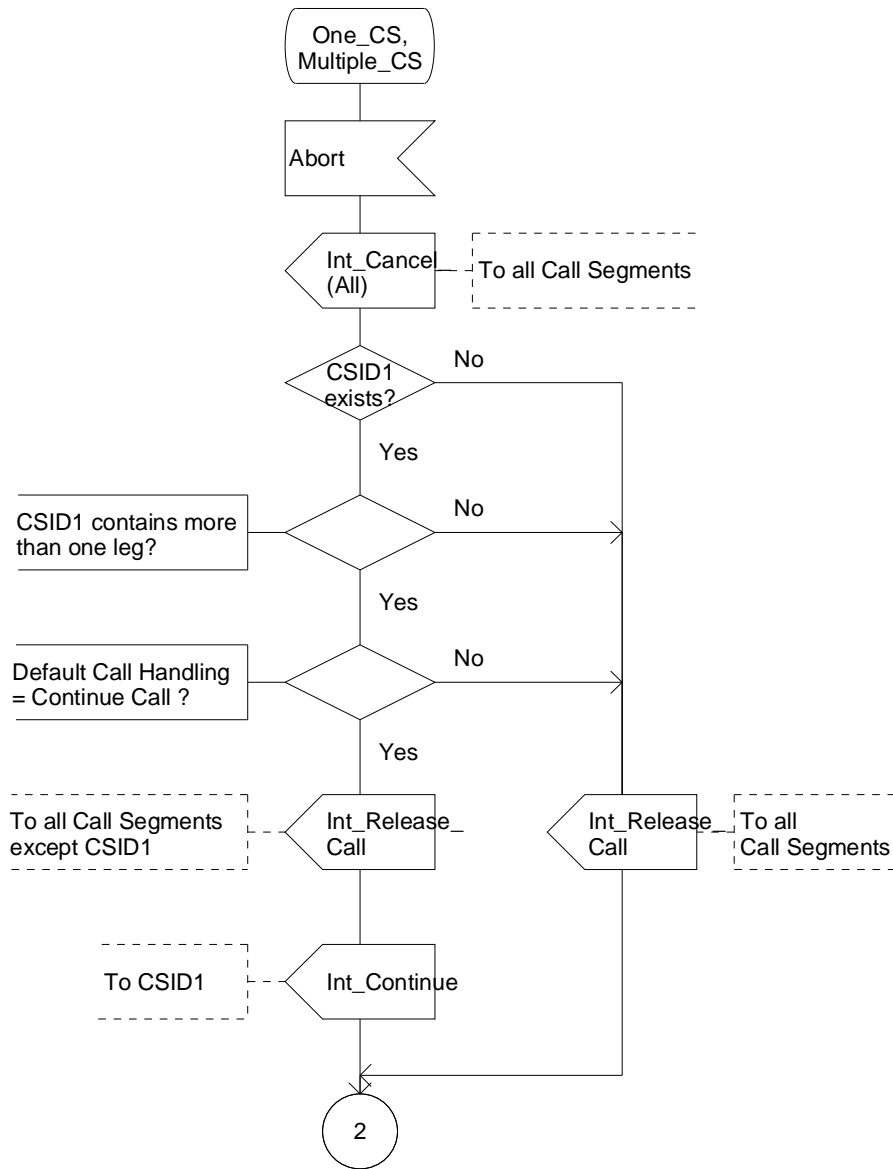 One_CS,
Multiple_CS
Abort
Int_Cancel_
(All)
To all Call Segments
CSID1
exists?
No
Yes
CSID1 contains more
than one leg?
No
Yes
Default Call Handling
= Continue Call ?
No
Yes
To all Call Segments
except CSID1
Int_Release_
Call
Int_Release_
Call
To all
Call Segments
To CSID1
Int_Continue
2